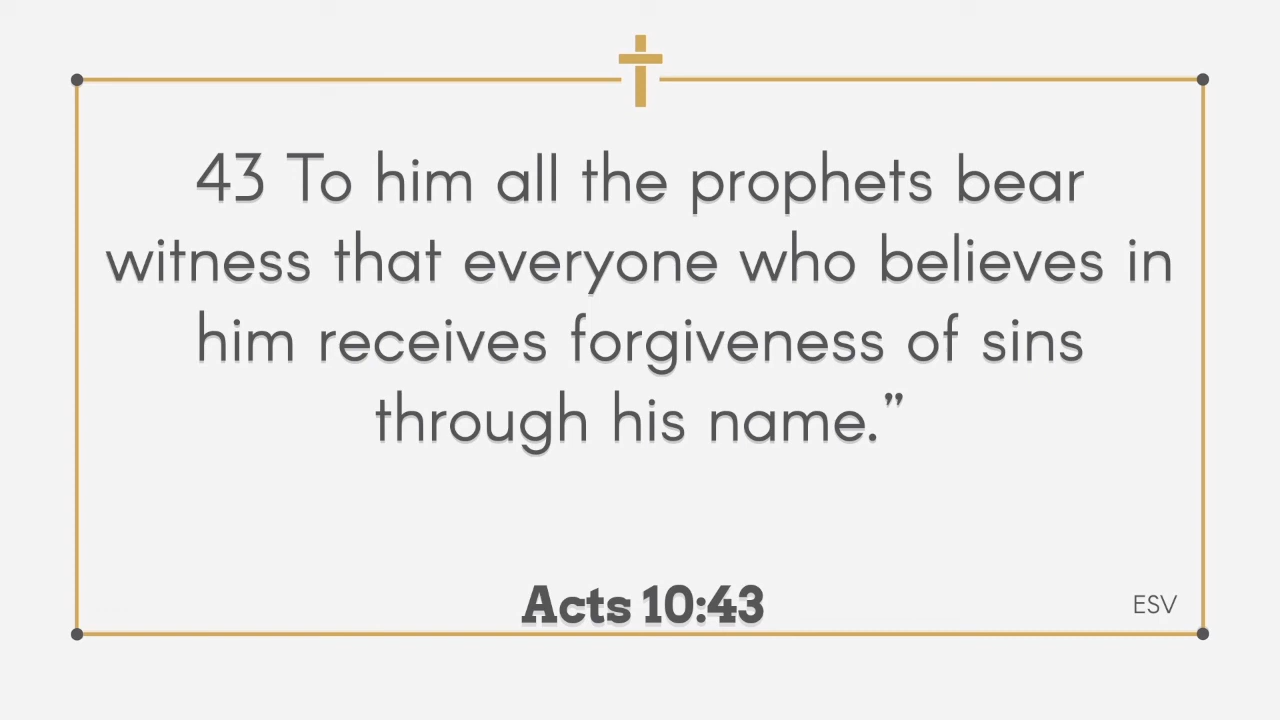 43 To him all the prophets bear
witness that everyone who believes in
him receives forgiveness of sins
through his name.”
Acts 10:43
ESV